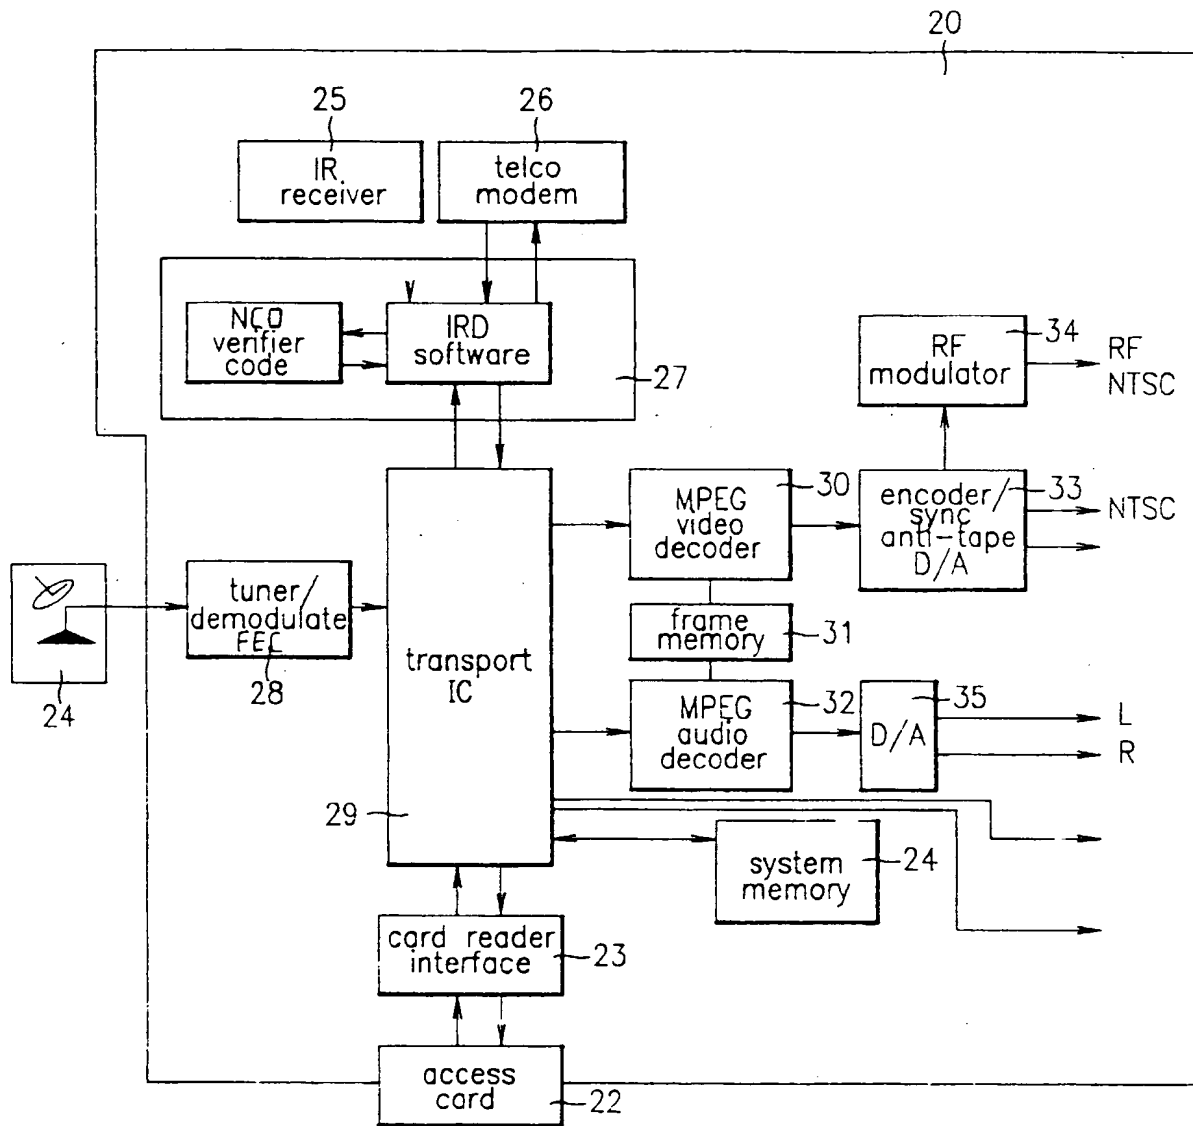 20
25
26
IR
receiver
telco
modem
NCO
verifier
code
IRD
software
27
RF
modulator
34
RF
NTSC
MPEG
video
decoder
30
encoder/
sync
anti-tape
D/A
33
NTSC
tuner/
demodulate
FEC
28
24
transport
IC
29
frame
memory
31
MPEG
audio
decoder
32
35
D/A
L
R
system
memory
24
card reader
interface
23
access
card
22